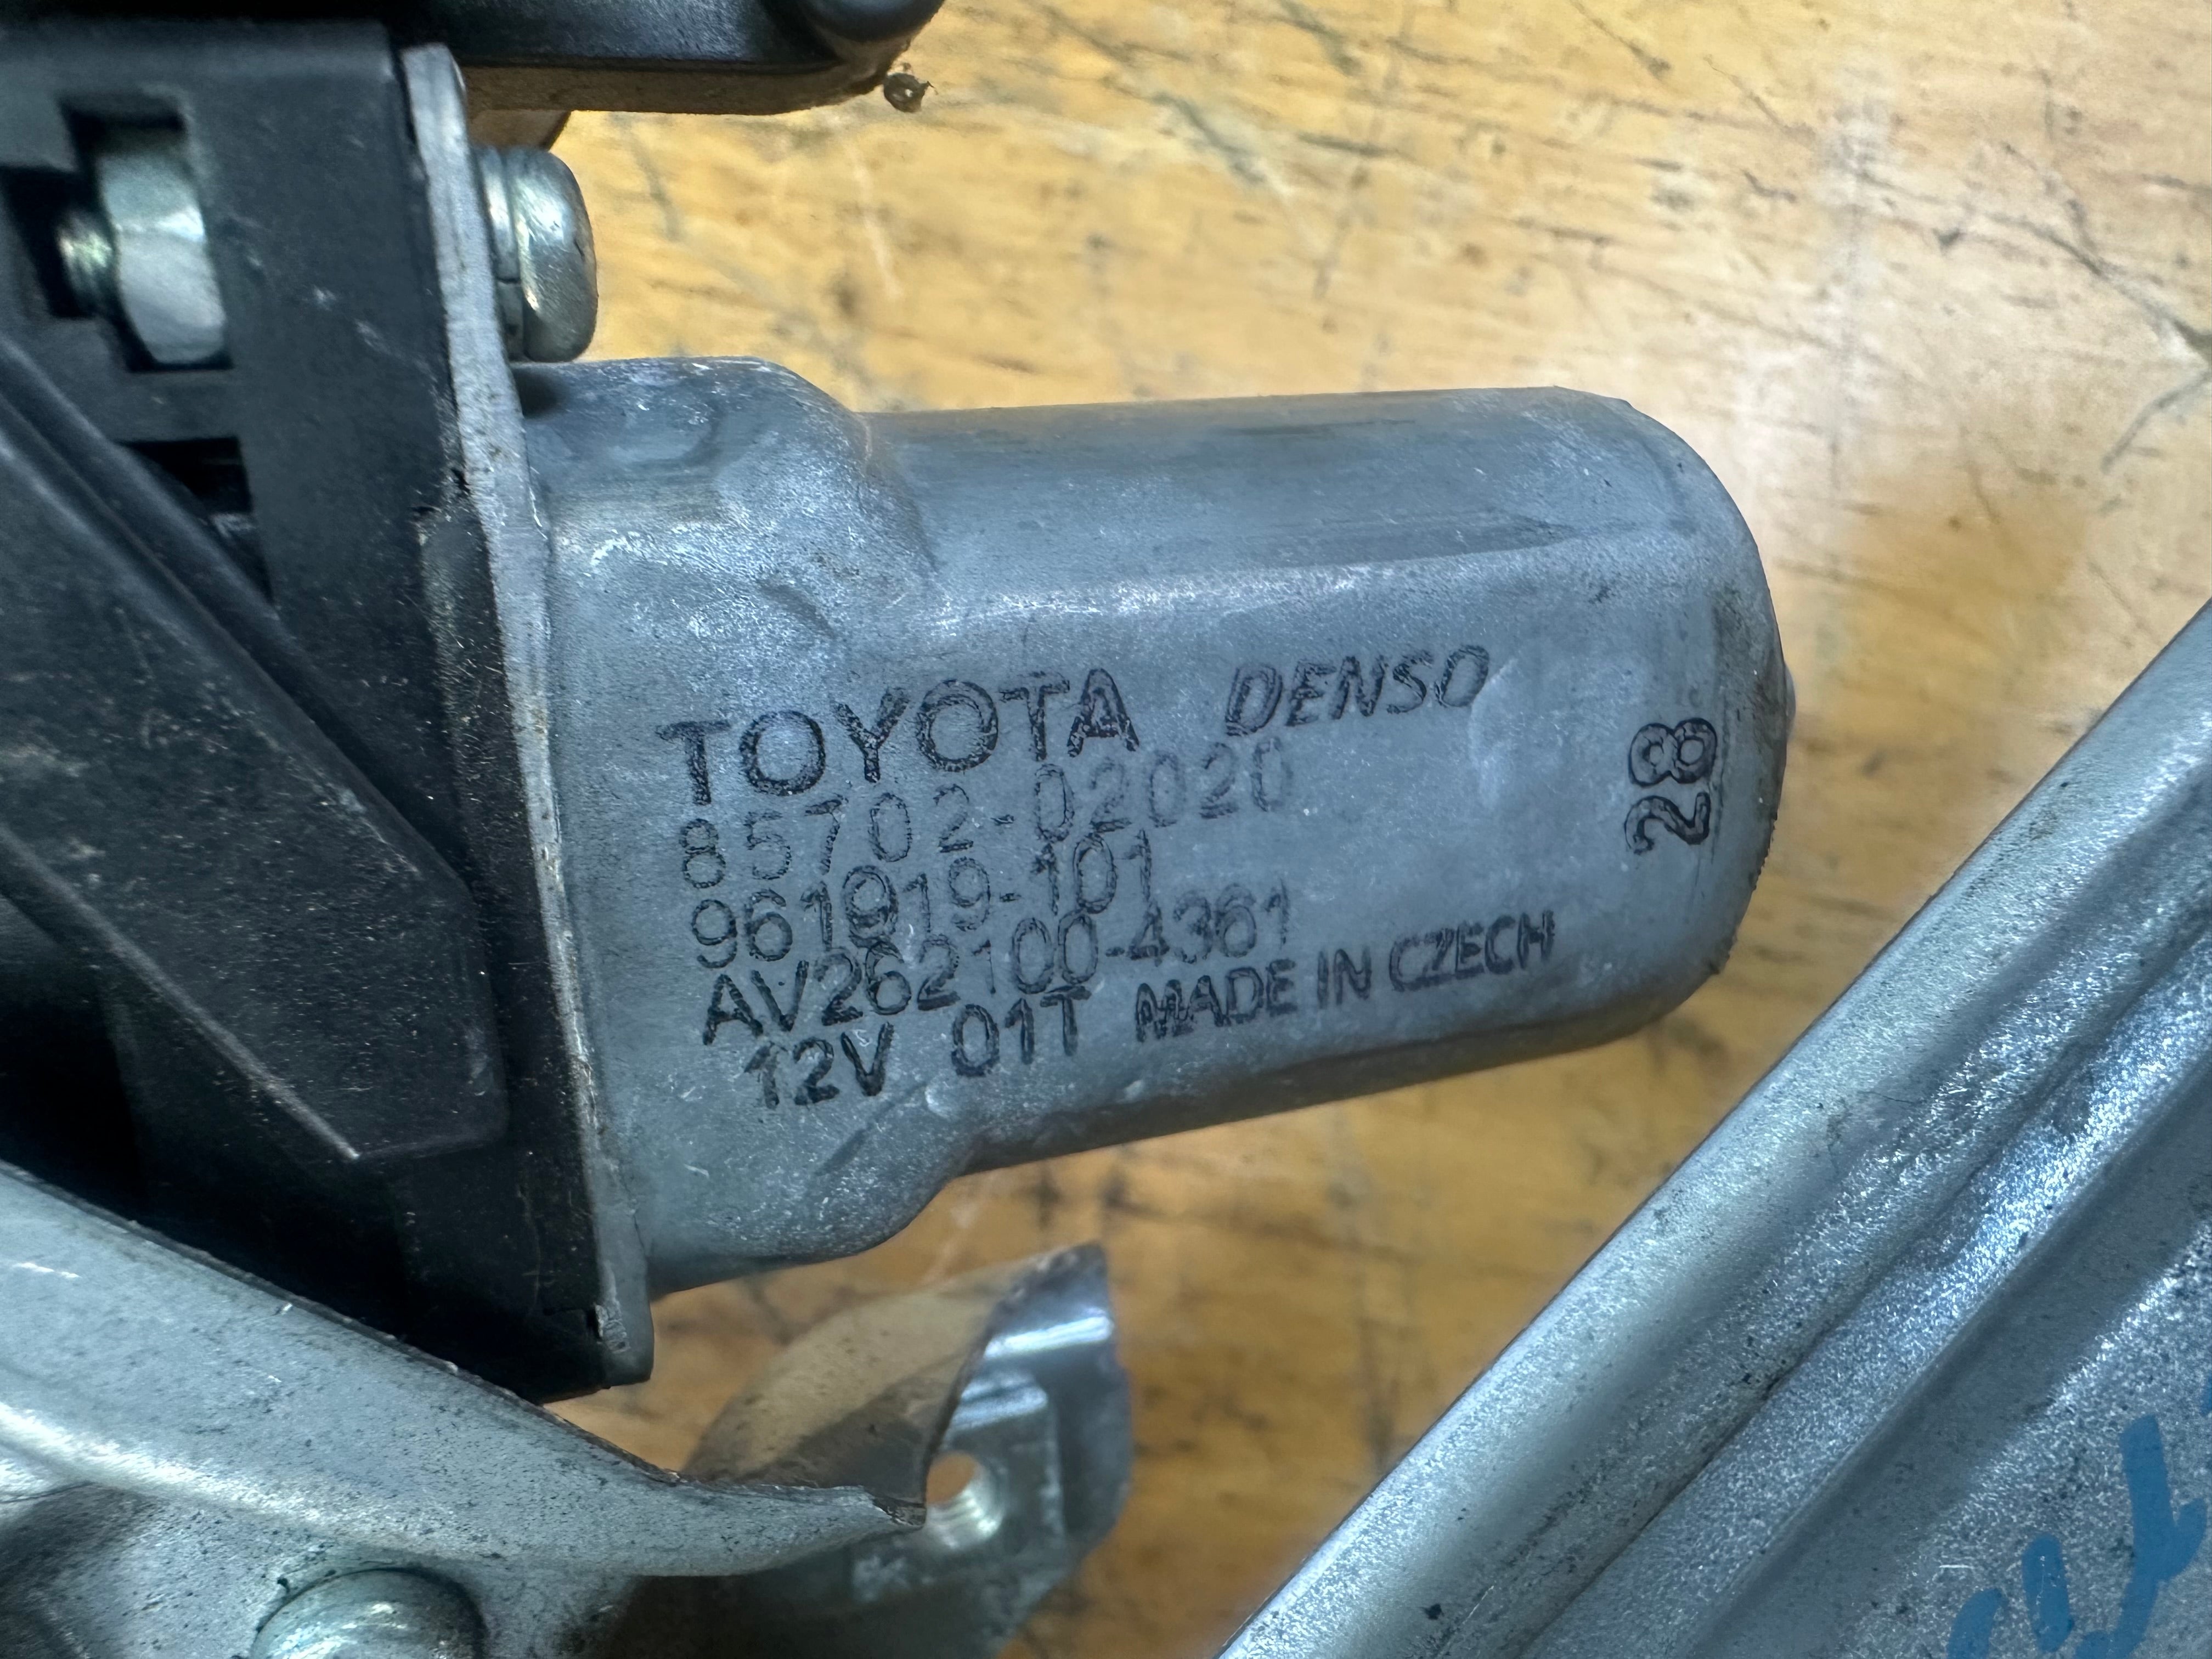 TOYOTA DENSO
85702-02020
961919-101
AV262100-4361
12V 01T MADE IN CZECH
28